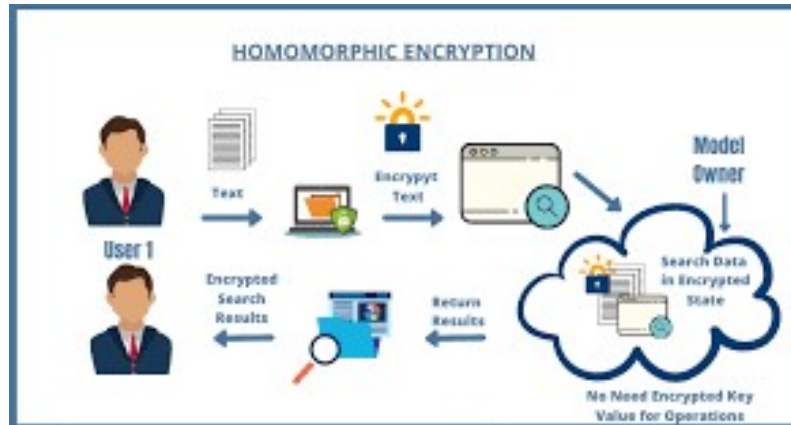 HOMOMORPHIC ENCRYPTION
Text
Encrypyt
Text
Model
Owner
User 1
Search Data
in Encrypted
State
Encrypted
Search
Results
Return
Results
No Need Encrypted Key
Value for Operations